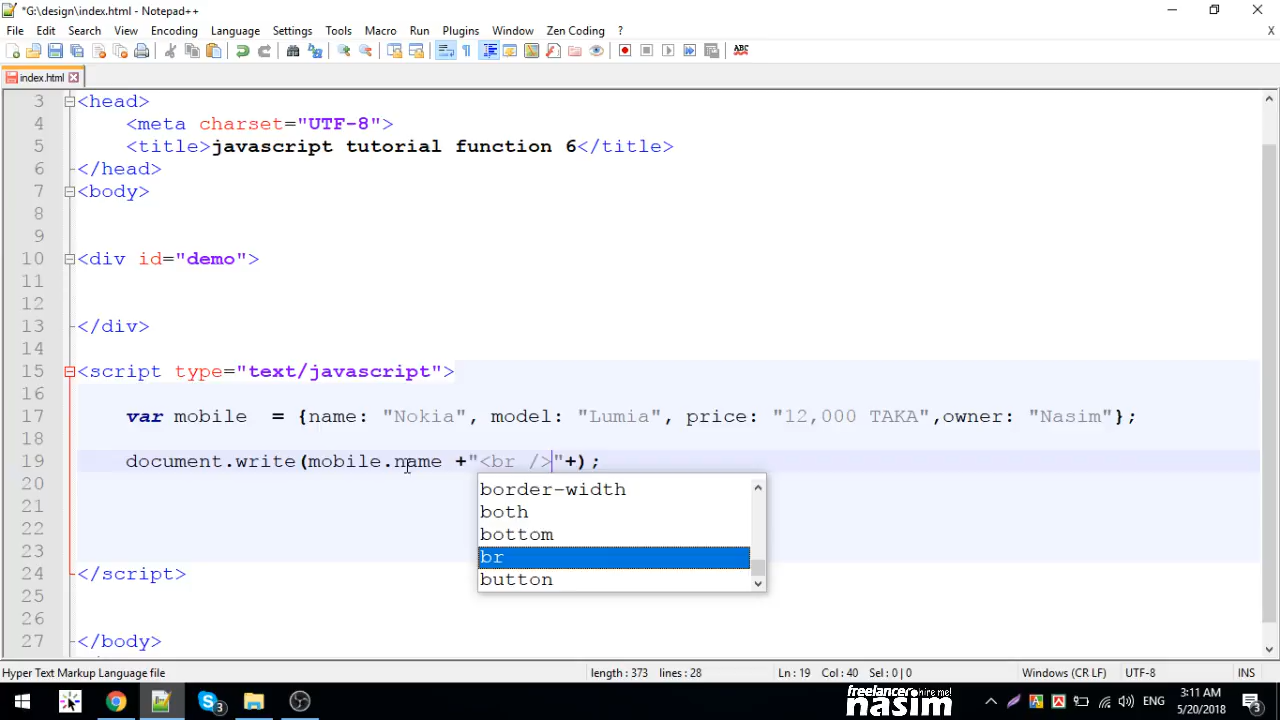 *G:\design\index.html - Notepad++
File Edit Search View Encoding Language Settings Tools Macro Run Plugins Window Zen Coding ? X
ABC
index.html
3 <head>
4 <meta charset="UTF-8">
5 <title>javascript tutorial function 6</title>
6 </head>
7 <body>
8
9
10 <div id="demo">
11
12
13 </div>
14
15 <script type="text/javascript">
16
17 var mobile = {name: "Nokia", model: "Lumia", price: "12,000 TAKA",owner: "Nasim"};
18
19 document.write(mobile.name +"<br />"+);
20
21
22
23
24 </script>
25
26
27 </body>
border-width
both
bottom
br
button
Hyper Text Markup Language file length : 373 lines : 28 Ln : 19 Col : 40 Sel : 0 | 0 Windows (CR LF) UTF-8 INS
freelancer hire me!
nasim
3
ENG
3:11 AM
5/20/2018
3